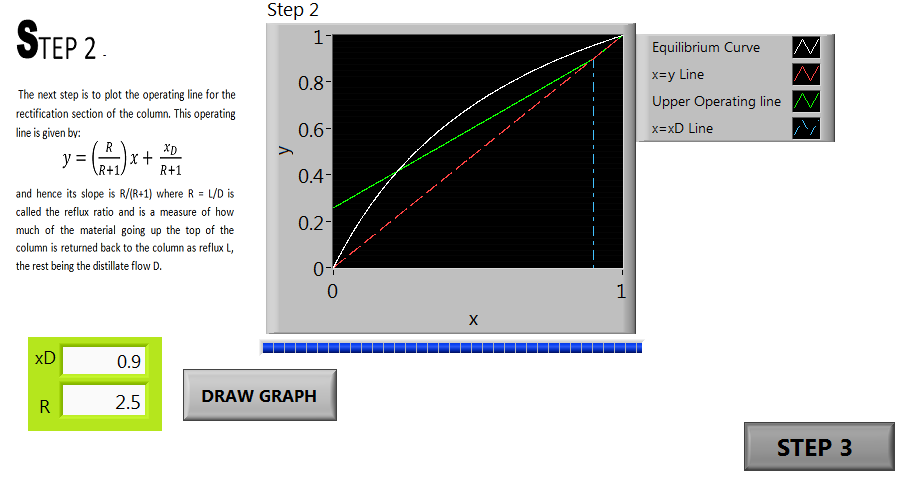 STEP 2 .
The next step is to plot the operating line for the
rectification section of the column. This operating
line is given by:
y = (R/R+1) x + xD/R+1
and hence its slope is R/(R+1) where R = L/D is
called the reflux ratio and is a measure of how
much of the material going up the top of the
column is returned back to the column as reflux L,
the rest being the distillate flow D.
Step 2
1
0.8
0.6
0.4
0.2
0
y
0
1
x
Equilibrium Curve
x=y Line
Upper Operating line
x=xD Line
xD 0.9
R 2.5
DRAW GRAPH
STEP 3